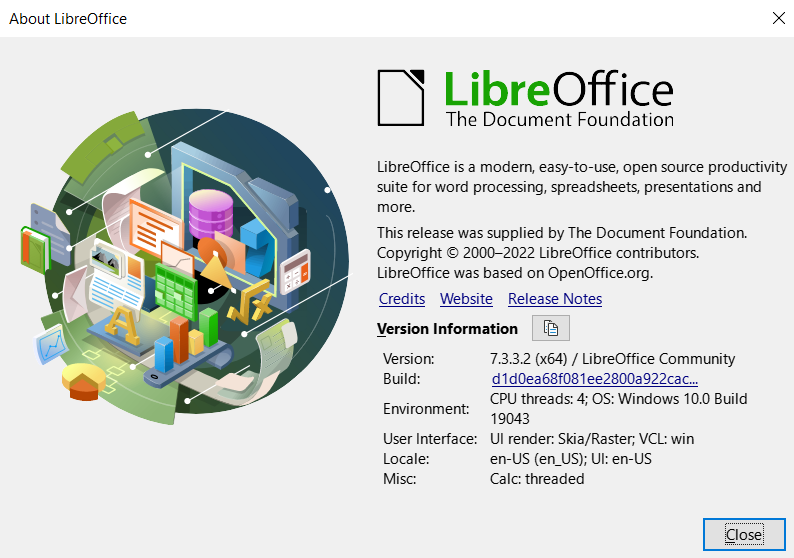 About LibreOffice
LibreOffice
The Document Foundation
LibreOffice is a modern, easy-to-use, open source productivity
suite for word processing, spreadsheets, presentations and
more.
This release was supplied by The Document Foundation.
Copyright © 2000–2022 LibreOffice contributors.
LibreOffice was based on OpenOffice.org.
Credits Website Release Notes
Version Information
Version: 7.3.3.2 (x64) / LibreOffice Community
Build: d1d0ea68f081ee2800a922cac...
Environment: CPU threads: 4; OS: Windows 10.0 Build
19043
User Interface: UI render: Skia/Raster; VCL: win
Locale: en-US (en_US); UI: en-US
Misc: Calc: threaded
Close